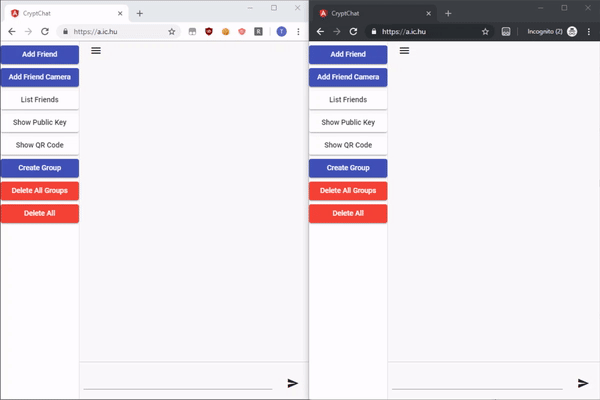 CryptChat
https://a.ic.hu
Add Friend
Add Friend Camera
List Friends
Show Public Key
Show QR Code
Create Group
Delete All Groups
Delete All
CryptChat
https://a.ic.hu
Incognito (2)
Add Friend
Add Friend Camera
List Friends
Show Public Key
Show QR Code
Create Group
Delete All Groups
Delete All